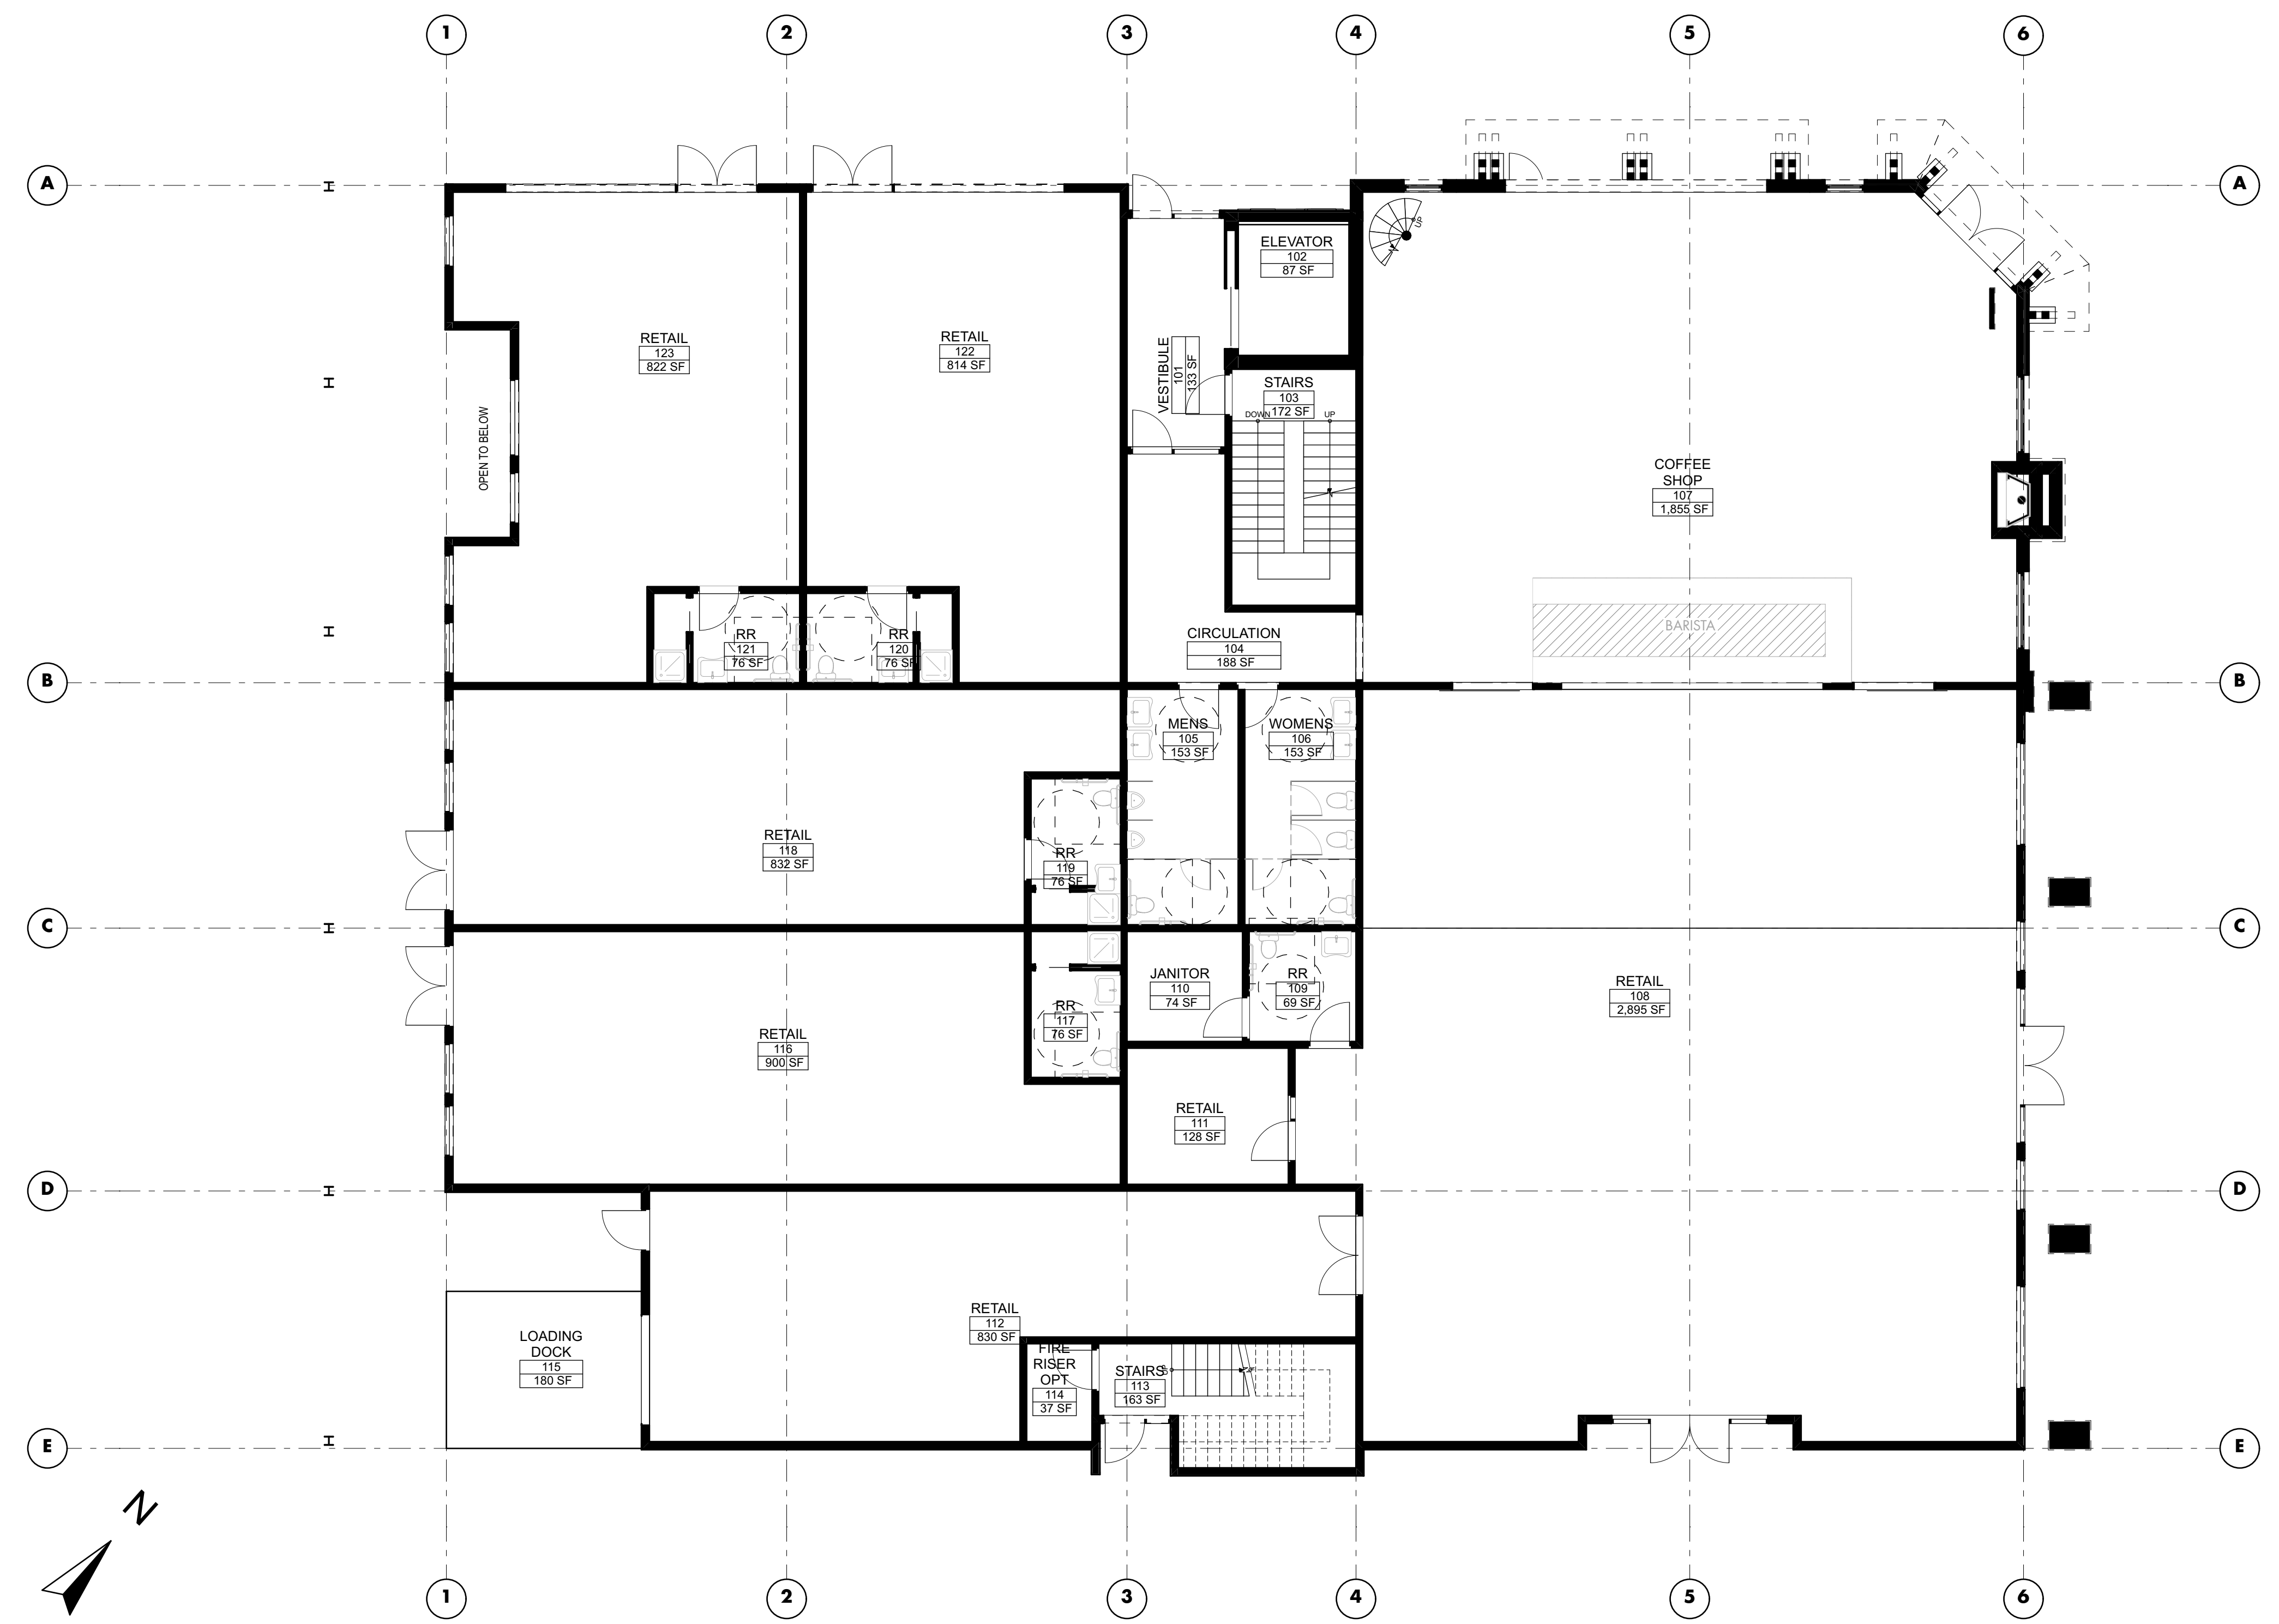 1 2 3 4 5 6
A A
ELEVATOR
102
87 SF
UP
RETAIL
123
822 SF
RETAIL
122
814 SF
VESTIBULE
101
133 SF
STAIRS
103
172 SF
DOWN UP
OPEN TO BELOW
COFFEE
SHOP
107
1,855 SF
BARISTA
RR
121
76 SF
RR
120
76 SF
CIRCULATION
104
188 SF
B B
MENS
105
153 SF
WOMENS
106
153 SF
RETAIL
118
832 SF
RR
119
76 SF
C C
JANITOR
110
74 SF
RR
109
69 SF
RETAIL
108
2,895 SF
RETAIL
116
900 SF
RR
117
76 SF
RETAIL
111
128 SF
D D
RETAIL
112
830 SF
LOADING
DOCK
115
180 SF
FIRE
RISER
OPT
114
37 SF
STAIRS
113
163 SF
E E
N
1 2 3 4 5 6